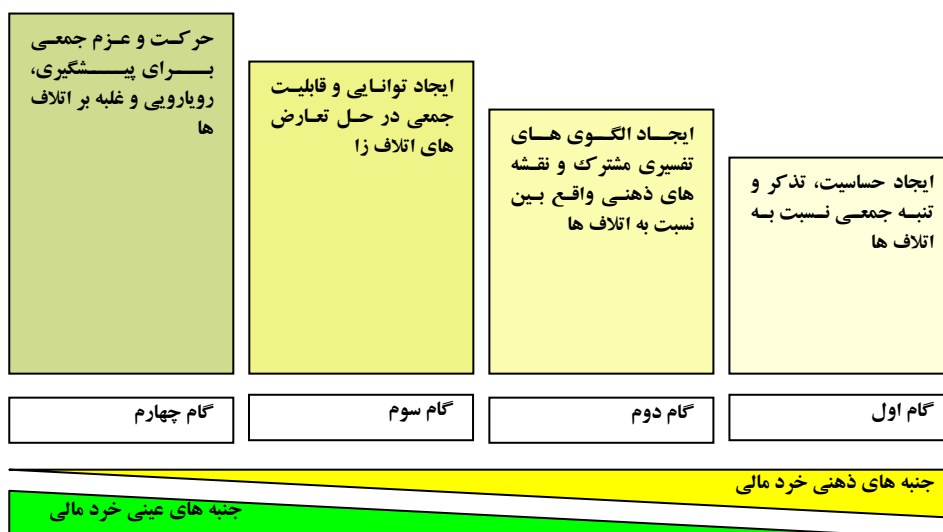 ایجاد حساسیت، تذکر و
تنبه جمعی نسبت به
اتلاف ها
ایجاد الگوی های
تفسیری مشترک و نقشه
های ذهنی واقع بین
نسبت به اتلاف ها
ایجاد توانایی و قابلیت
جمعی در حل تعارض
های اتلاف زا
حرکت و عزم جمعی
برای پیشگیری،
رویارویی و غلبه بر اتلاف
ها
گام اول
گام دوم
گام سوم
گام چهارم
جنبه های ذهنی خرد مالی
جنبه های عینی خرد مالی